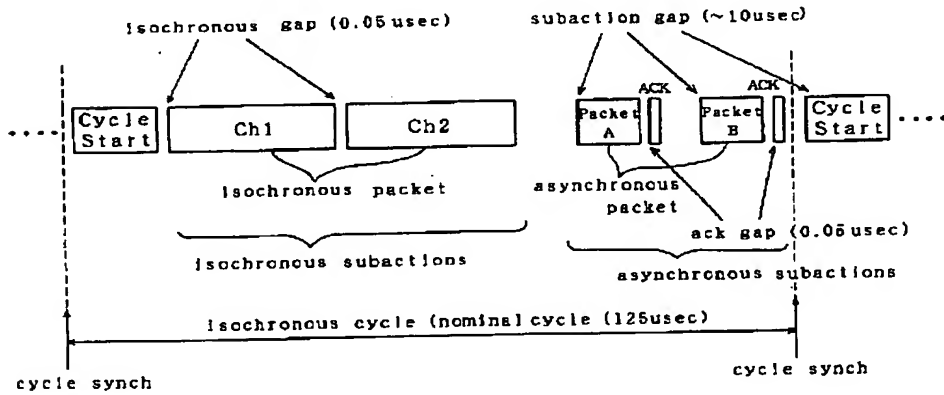 isochronous gap (0.05usec)
subaction gap (~10usec)
ACK
ACK
Cycle
Start
Ch1
Ch2
Packet
A
Packet
B
Cycle
Start
isochronous packet
asynchronous
packet
ack gap (0.05usec)
isochronous subactions
asynchronous subactions
isochronous cycle (nominal cycle (125usec)
cycle synch
cycle synch